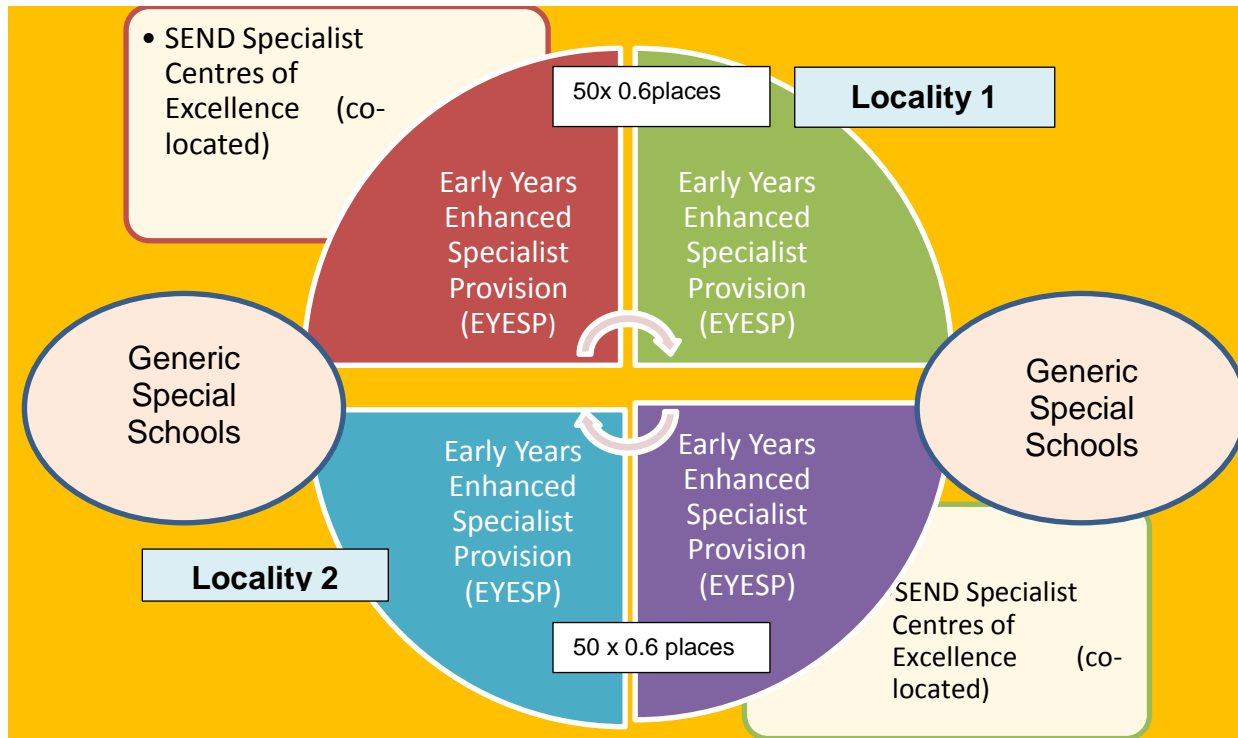 • SEND Specialist
Centres of
Excellence (co-
located)
50x 0.6places
Locality 1
Early Years
Enhanced
Specialist
Provision
(EYESP)
Early Years
Enhanced
Specialist
Provision
(EYESP)
Generic
Special
Schools
Generic
Special
Schools
Early Years
Enhanced
Specialist
Provision
(EYESP)
Early Years
Enhanced
Specialist
Provision
(EYESP)
Locality 2
50 x 0.6 places
SEND Specialist
Centres of
Excellence (co-
located)